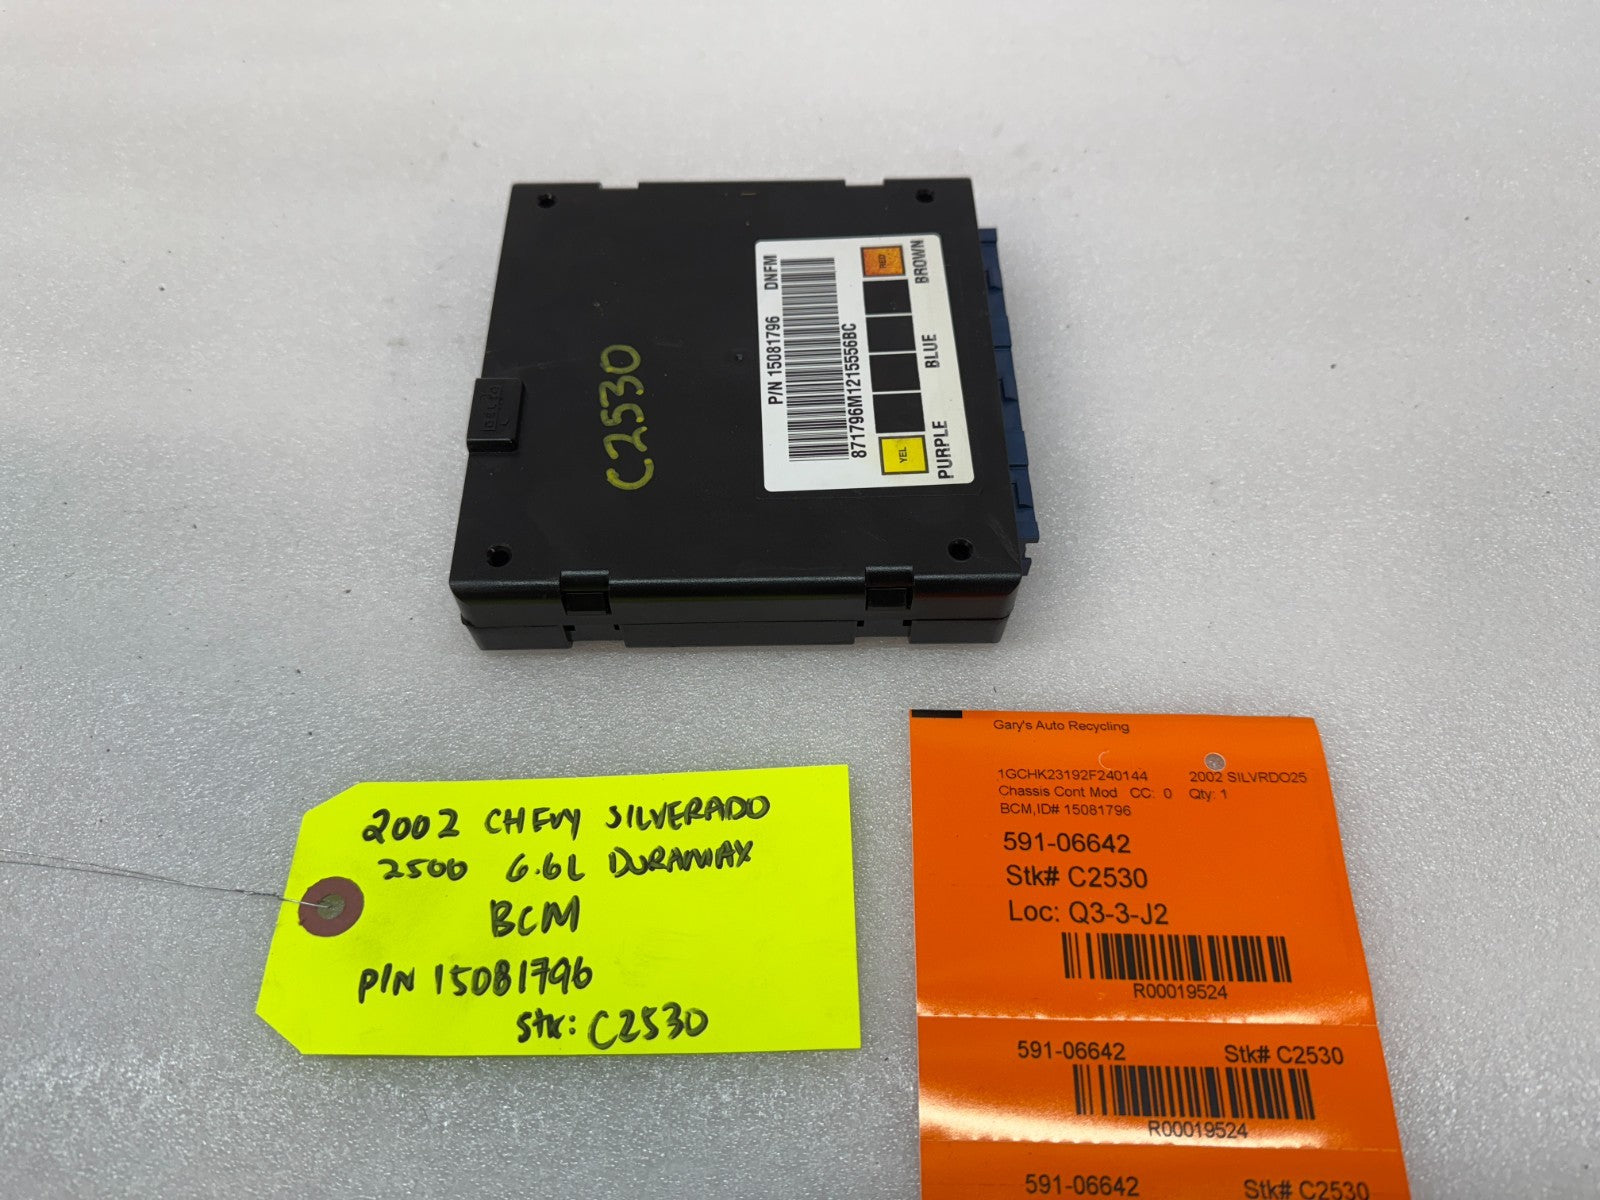 P/N 15081796 DNFM
871796M1215556BC
RED
YEL
BROWN
BLUE
PURPLE
C2530
2002 CHEVY SILVERADO
2500 6.6L DURAMAX
BCM
P/N 15081796
Stk: C2530
Gary's Auto Recycling
1GCHK23192F240144 2002 SILVRDO25
Chassis Cont Mod CC: 0 Qty: 1
BCM,ID# 15081796
591-06642
Stk# C2530
Loc: Q3-3-J2
R00019524
591-06642 Stk# C2530
R00019524
591-06642 Stk# C2530